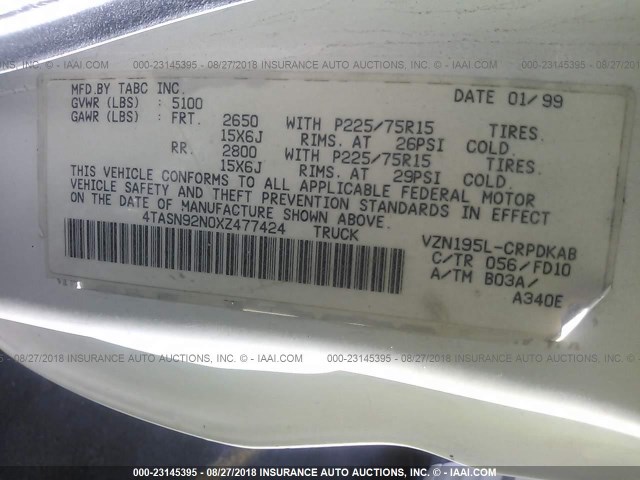 000-23145395 - 08/27/2018 INSURANCE AUTO AUCTIONS, INC. © - IAAI.COM
MFD.BY TABC INC. DATE 01/99
GVWR (LBS) : 5100
GAWR (LBS) : FRT. 2650 WITH P225/75R15 TIRES.
15X6J RIMS. AT 26PSI COLD.
RR. 2800 WITH P225/75R15 TIRES.
15X6J RIMS. AT 29PSI COLD.
THIS VEHICLE CONFORMS TO ALL APPLICABLE FEDERAL MOTOR
VEHICLE SAFETY AND THEFT PREVENTION STANDARDS IN EFFECT
ON THE DATE OF MANUFACTURE SHOWN ABOVE.
4TASN92N0XZ477424 TRUCK VZN195L-CRPDKAB
C/TR 056/FD10
A/TM B03A/
A340E
000-23145395 - 08/27/2018 INSURANCE AUTO AUCTIONS, INC. © - IAAI.COM
000-23145395 - 08/27/2018 INSURANCE AUTO AUCTIONS, INC. © - IAAI.COM